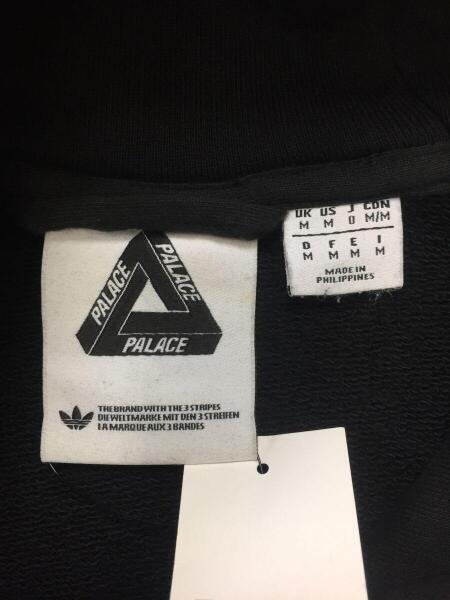 PALACE
PALACE
PALACE
THE BRAND WITH THE 3 STRIPES
DIE WELTMARKE MIT DEN 3 STREIFEN
LA MARQUE AUX 3 BANDES
UK US J CDN
M M O M/M
D F E I
M M M M
MADE IN
PHILIPPINES